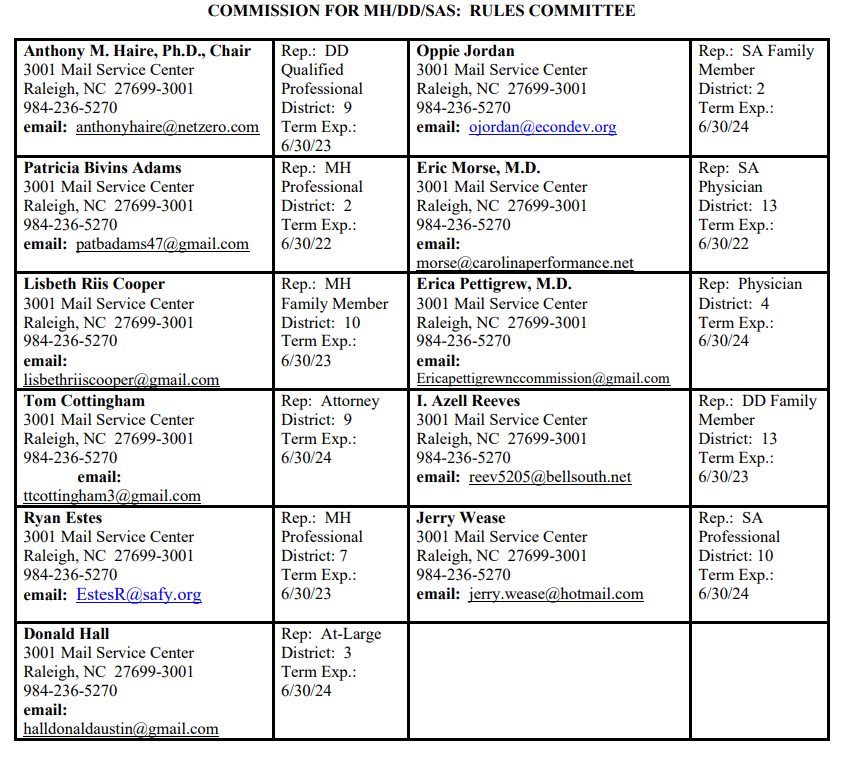 COMMISSION FOR MH/DD/SAS: RULES COMMITTEE
Anthony M. Haire, Ph.D., Chair
3001 Mail Service Center
Raleigh, NC 27699-3001
984-236-5270
email: anthonyhaire@netzero.com
Rep.: DD
Qualified
Professional
District: 9
Term Exp.:
6/30/23
Oppie Jordan
3001 Mail Service Center
Raleigh, NC 27699-3001
984-236-5270
email: ojordan@econdev.org
Rep.: SA Family
Member
District: 2
Term Exp.:
6/30/24
Patricia Bivins Adams
3001 Mail Service Center
Raleigh, NC 27699-3001
984-236-5270
email: patbadams47@gmail.com
Rep.: MH
Professional
District: 2
Term Exp.:
6/30/22
Eric Morse, M.D.
3001 Mail Service Center
Raleigh, NC 27699-3001
984-236-5270
email:
morse@carolinaperformance.net
Rep: SA
Physician
District: 13
Term Exp.:
6/30/22
Lisbeth Riis Cooper
3001 Mail Service Center
Raleigh, NC 27699-3001
984-236-5270
email:
lisbethriiscooper@gmail.com
Rep.: MH
Family Member
District: 10
Term Exp.:
6/30/23
Erica Pettigrew, M.D.
3001 Mail Service Center
Raleigh, NC 27699-3001
984-236-5270
email:
Ericapettigrewnccommission@gmail.com
Rep: Physician
District: 4
Term Exp.:
6/30/24
Tom Cottingham
3001 Mail Service Center
Raleigh, NC 27699-3001
984-236-5270
email:
ttcottingham3@gmail.com
Rep: Attorney
District: 9
Term Exp.:
6/30/24
I. Azell Reeves
3001 Mail Service Center
Raleigh, NC 27699-3001
984-236-5270
email: reev5205@bellsouth.net
Rep.: DD Family
Member
District: 13
Term Exp.:
6/30/23
Ryan Estes
3001 Mail Service Center
Raleigh, NC 27699-3001
984-236-5270
email: EstesR@safy.org
Rep.: MH
Professional
District: 7
Term Exp.:
6/30/23
Jerry Wease
3001 Mail Service Center
Raleigh, NC 27699-3001
984-236-5270
email: jerry.wease@hotmail.com
Rep.: SA
Professional
District: 10
Term Exp.:
6/30/24
Donald Hall
3001 Mail Service Center
Raleigh, NC 27699-3001
984-236-5270
email:
halldonaldaustin@gmail.com
Rep: At-Large
District: 3
Term Exp.:
6/30/24